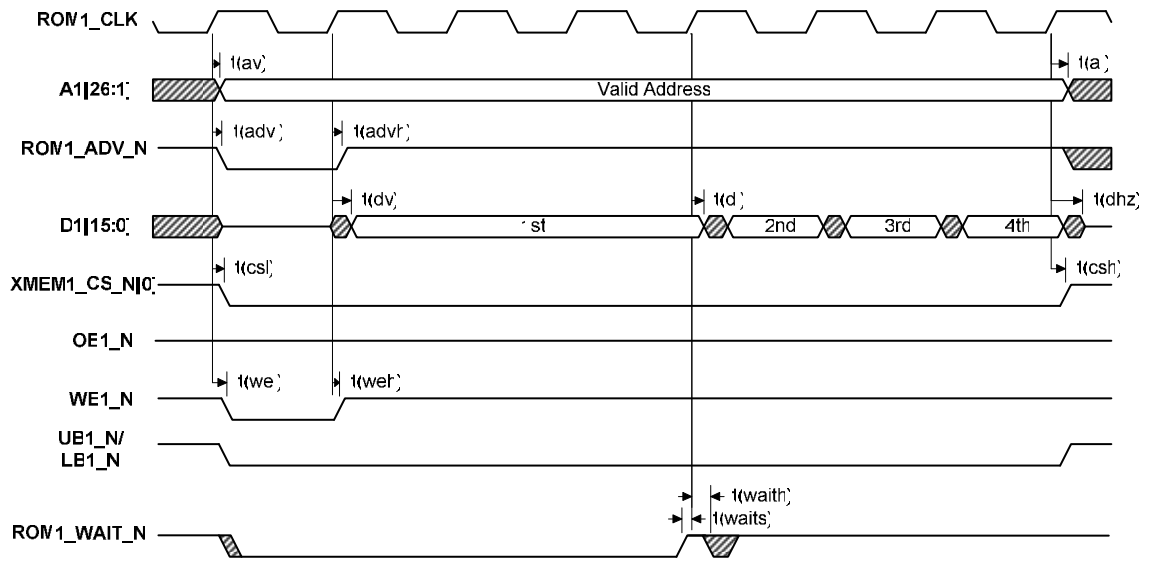 ROM1_CLK
t(av) t(a)
A1[26:1] Valid Address
t(adv) t(advh)
ROM1_ADV_N
t(dv) t(d) t(dhz)
D1[15:0] 1st 2nd 3rd 4th
t(csl) t(csh)
XMEM1_CS_N[0]
OE1_N
t(we) t(weh)
WE1_N
UB1_N/
LB1_N
t(waith)
t(waits)
ROM1_WAIT_N